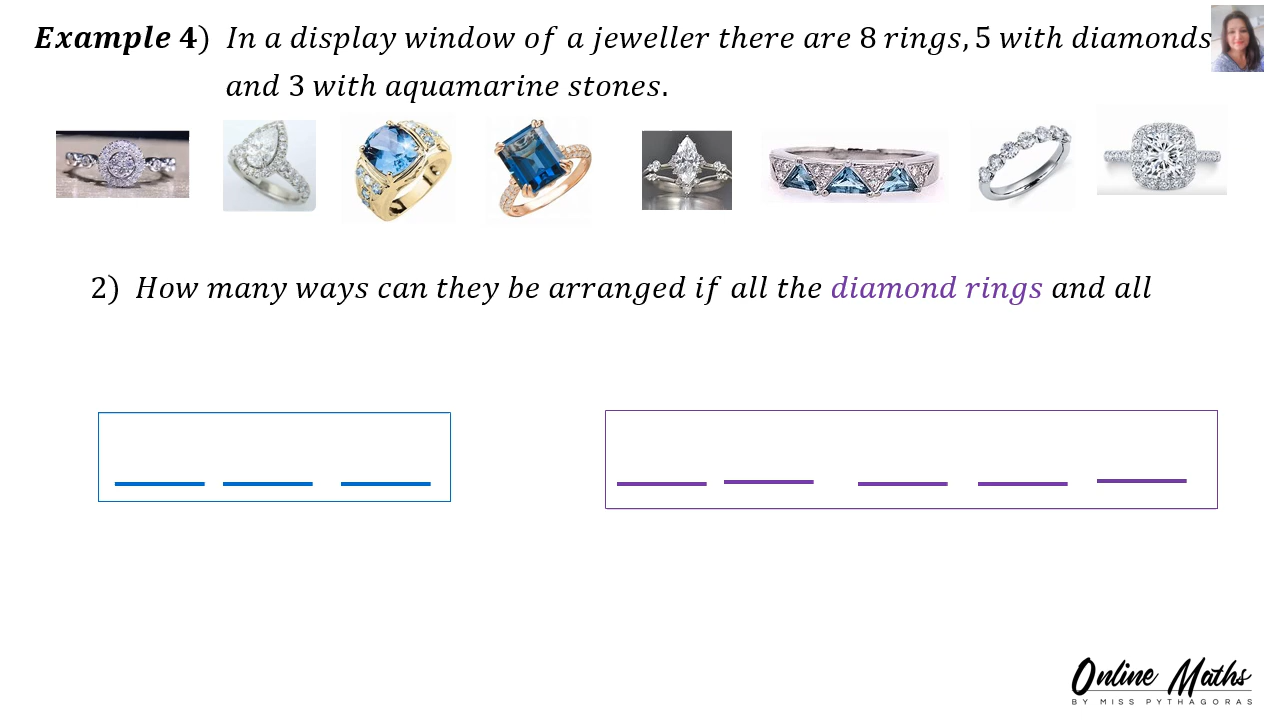 Example 4) In a display window of a jeweller there are 8 rings, 5 with diamonds
and 3 with aquamarine stones.
2) How many ways can they be arranged if all the diamond rings and all
Online Maths
BY MISS PYTHAGORAS